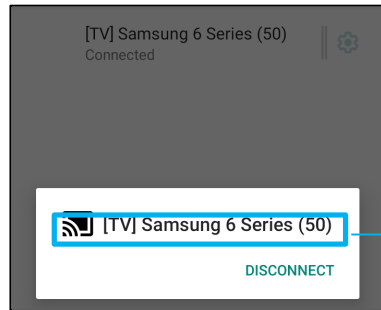 [TV] Samsung 6 Series (50)
Connected
[TV] Samsung 6 Series (50)
DISCONNECT